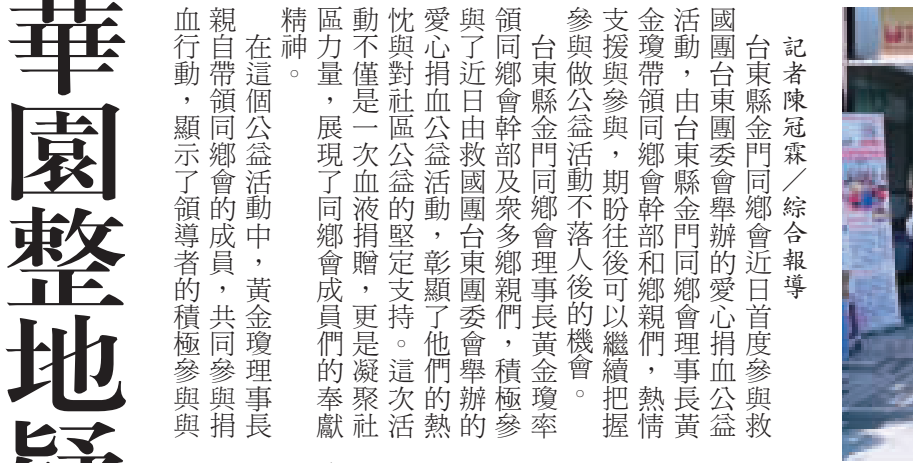 記者陳冠霖／綜合報導
台東縣金門同鄉會近日首度參與救
國團台東團委會舉辦的愛心捐血公益
活動，由台東縣金門同鄉會理事長黃
金瓊帶領同鄉會幹部和鄉親們，熱情
支援與參與，期盼往後可以繼續把握
參與做公益活動不落人後的機會。
台東縣金門同鄉會理事長黃金瓊率
領同鄉會幹部及眾多鄉親們，積極參
與了近日由救國團台東團委會舉辦的
愛心捐血公益活動，彰顯了他們的熱
忱與對社區公益的堅定支持。這次活
動不僅是一次血液捐贈，更是凝聚社
區力量，展現了同鄉會成員們的奉獻
精神。
在這個公益活動中，黃金瓊理事長
親自帶領同鄉會的成員，共同參與捐
血行動，顯示了領導者的積極參與與
華園整地疑